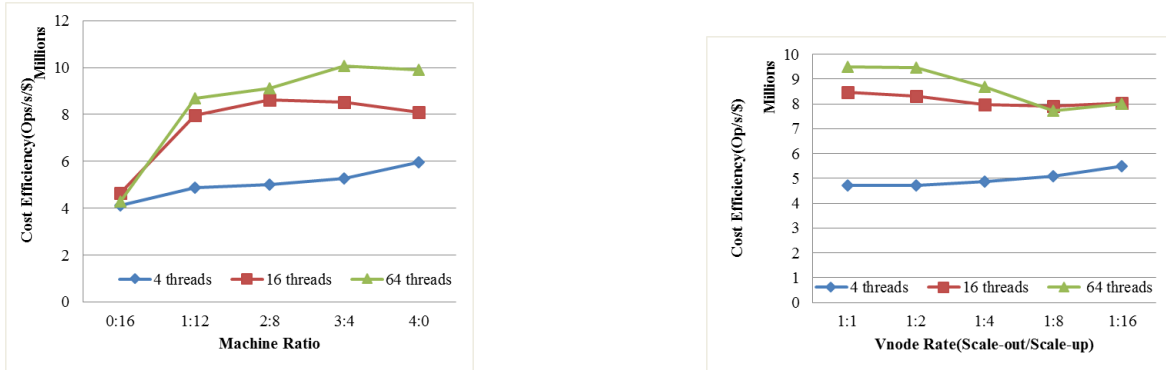 12
10
8
6
4
2
0
Cost Efficiency(Ops/s/$)
Millions
4 threads
16 threads
64 threads
0:16
1:12
2:8
3:4
4:0
Machine Ratio
10
9
8
7
6
5
4
3
2
1
0
Cost Efficiency(Op/s/$)
Millions
4 threads
16 threads
64 threads
1:1
1:2
1:4
1:8
1:16
Vnode Rate(Scale-out/Scale-up)